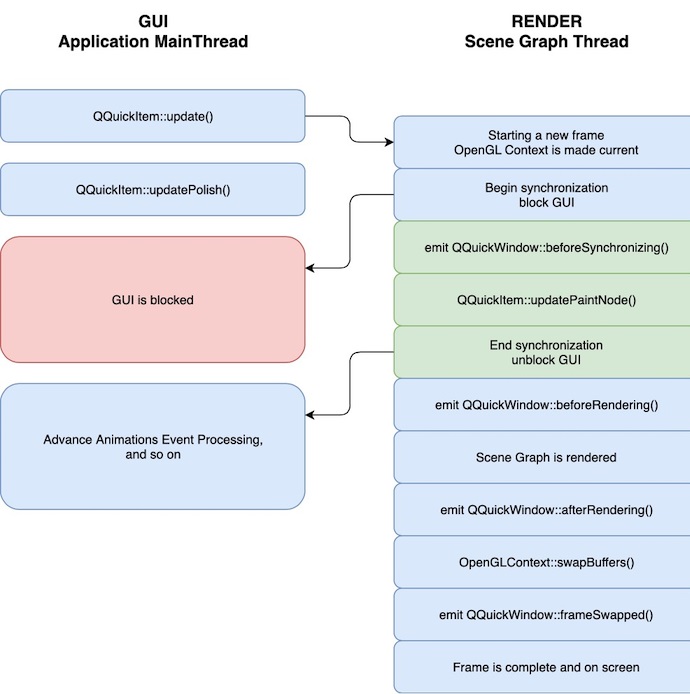 GUI
Application MainThread
RENDER
Scene Graph Thread
QQuickItem::update()
QQuickItem::updatePolish()
GUI is blocked
Advance Animations Event Processing,
and so on
Starting a new frame
OpenGL Context is made current
Begin synchronization
block GUI
emit QQuickWindow::beforeSynchronizing()
QQuickItem::updatePaintNode()
End synchronization
unblock GUI
emit QQuickWindow::beforeRendering()
Scene Graph is rendered
emit QQuickWindow::afterRendering()
OpenGLContext::swapBuffers()
emit QQuickWindow::frameSwapped()
Frame is complete and on screen